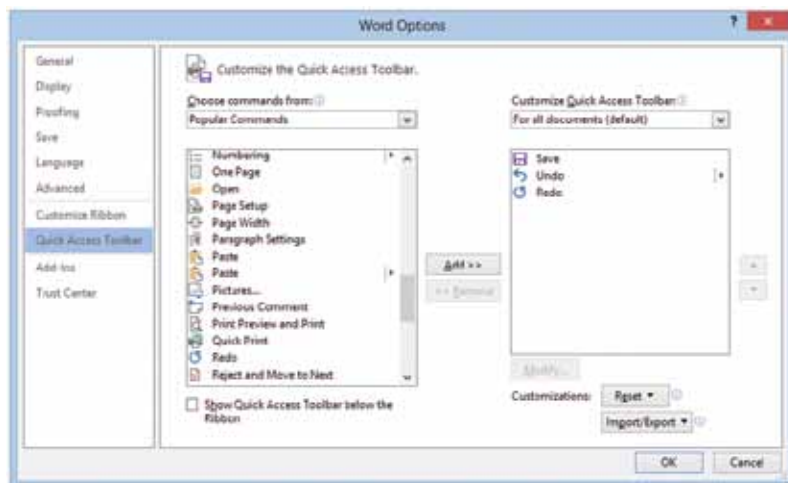 Word Options
?
General
Display
Proofing
Save
Language
Advanced
Customize Ribbon
Quick Access Toolbar
Add-Ins
Trust Center
Customize the Quick Access Toolbar.
Choose commands from:
Popular Commands
Numbering
One Page
Open
Page Setup
Page Width
Paragraph Settings
Paste
Paste
Pictures...
Previous Comment
Print Preview and Print
Quick Print
Redo
Reject and Move to Next
Show Quick Access Toolbar below the
Ribbon
Add >>
<< Remove
Customize Quick Access Toolbar:
For all documents (default)
Save
Undo
Redo
Modify...
Customizations:
Reset
Import/Export
OK
Cancel